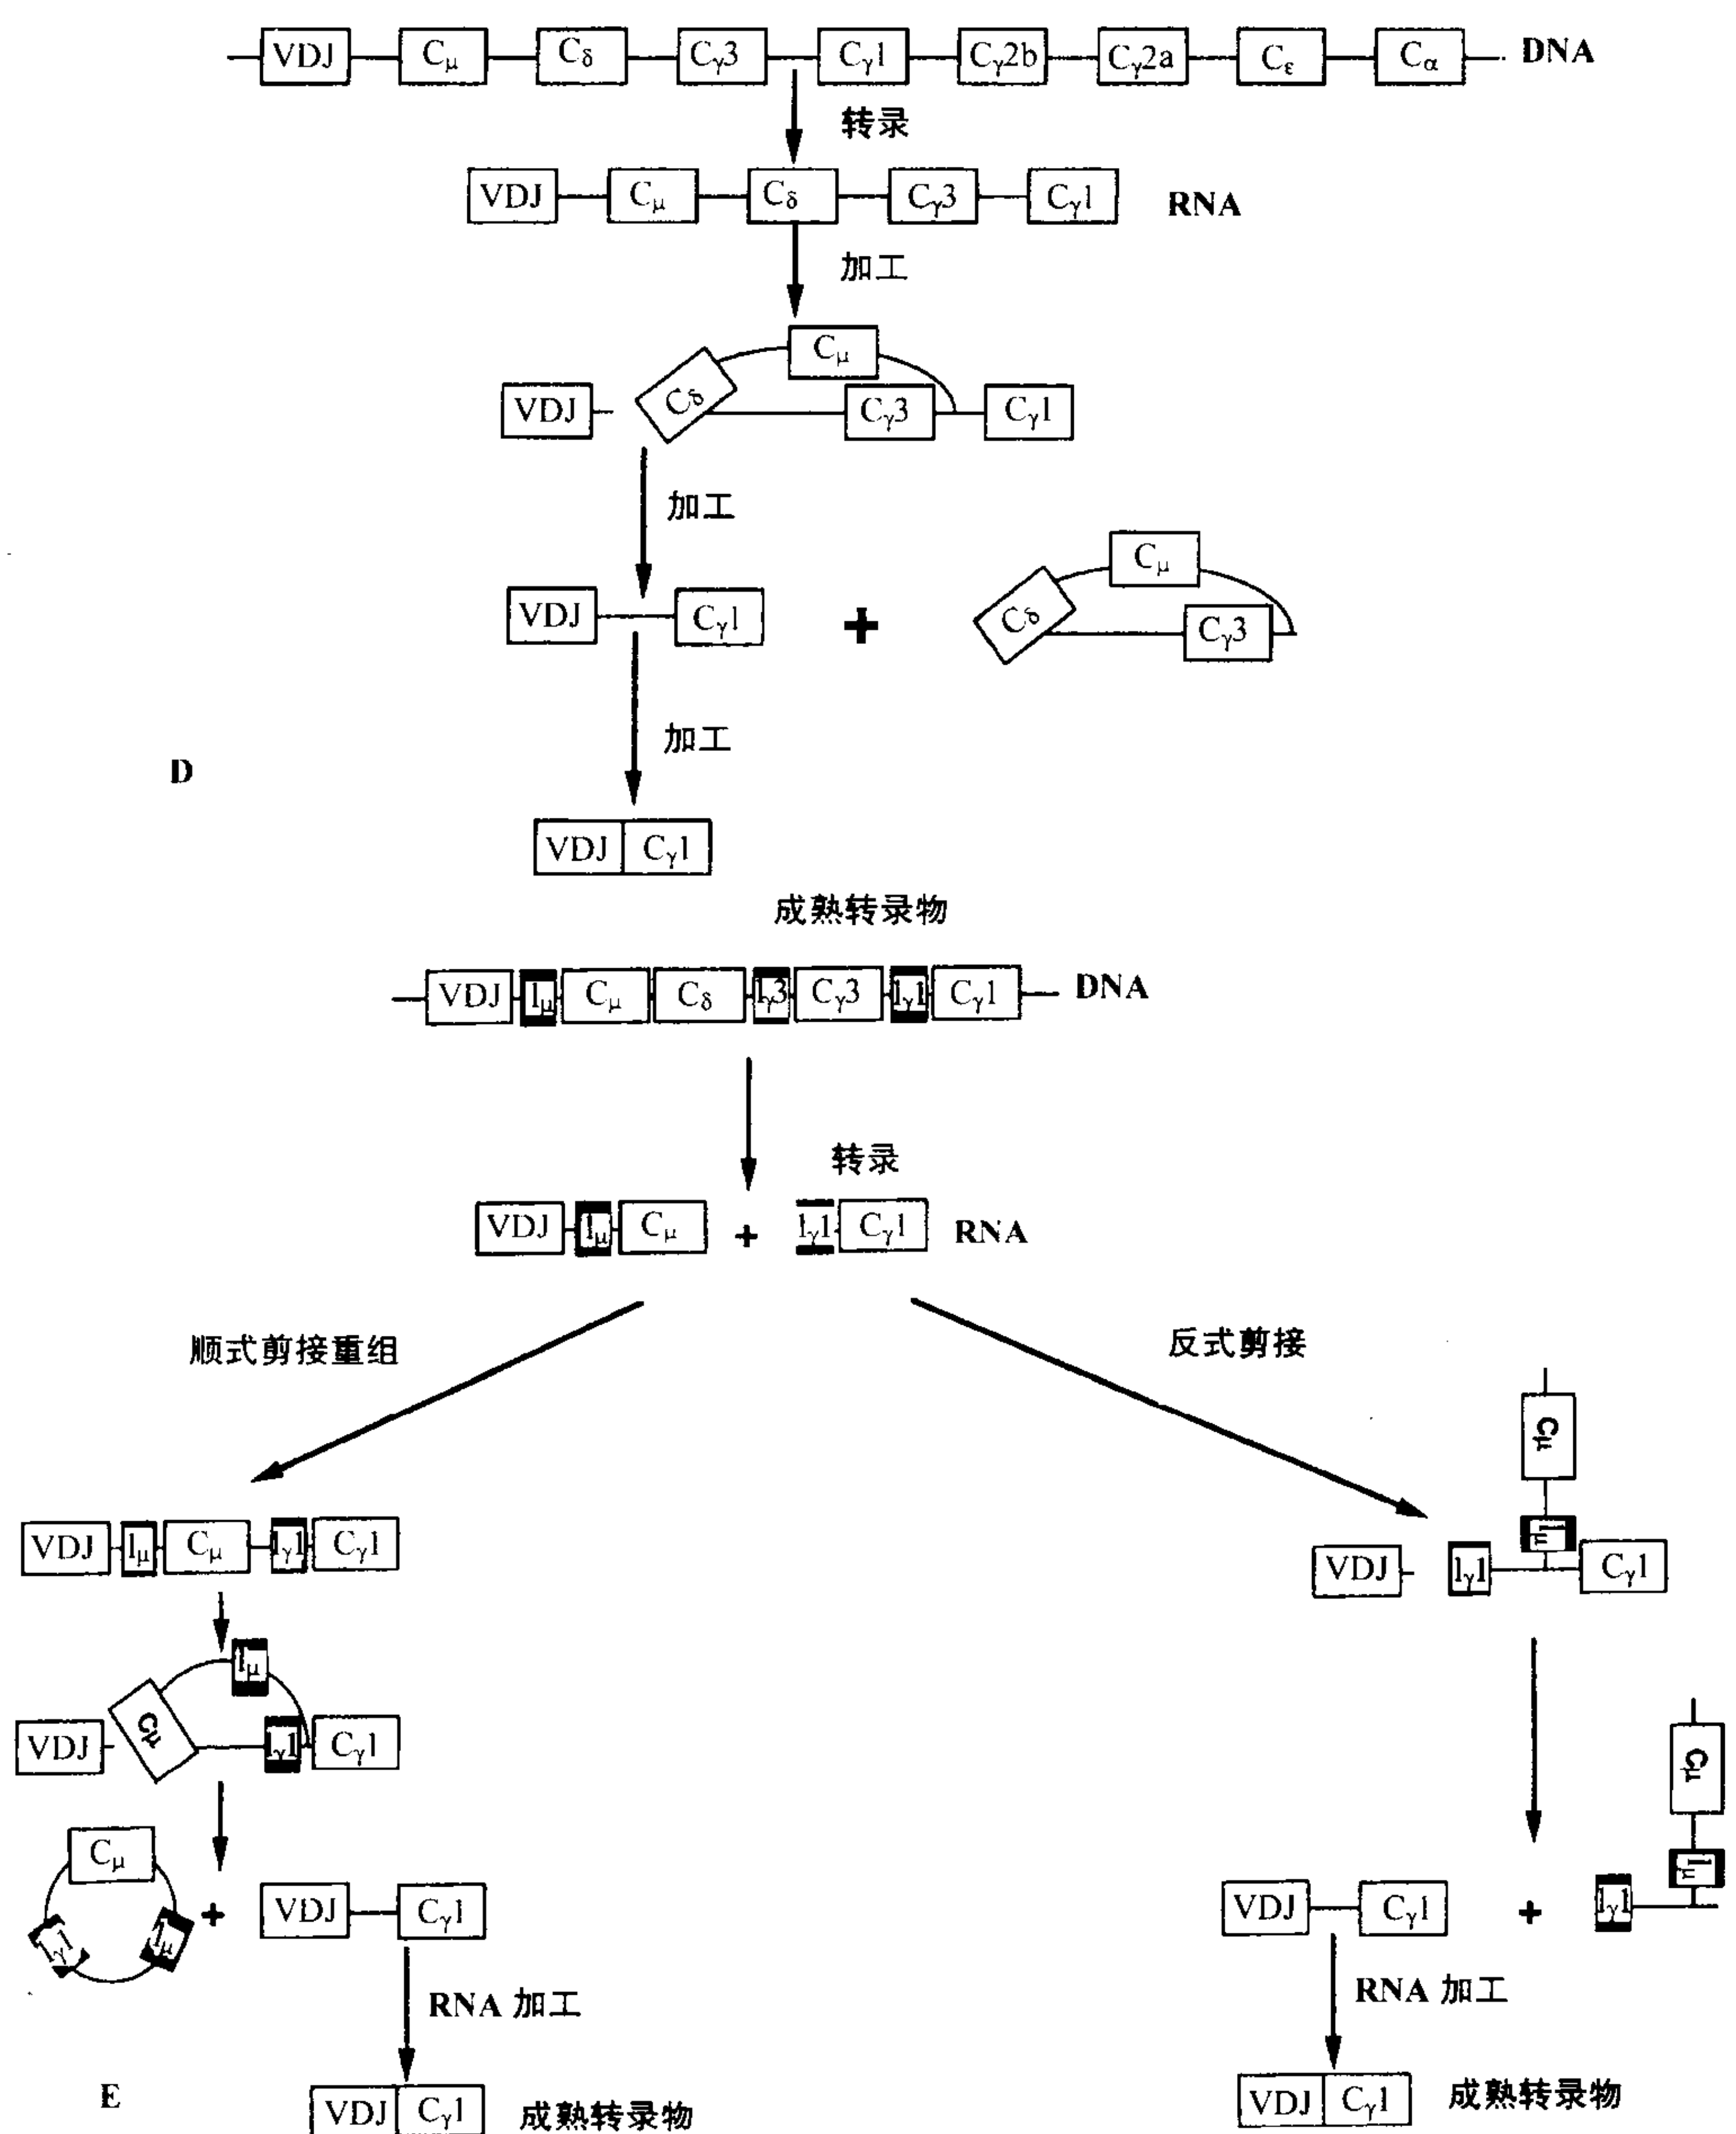 VDJ Cμ Cδ Cγ3 Cγ1 Cγ2b Cγ2a Cε Cα DNA
转录
VDJ Cμ Cδ Cγ3 Cγ1 RNA
加工
Cμ
VDJ Cδ Cγ3 Cγ1
加工
Cμ
VDJ Cγ1 + Cδ Cγ3
加工
D
VDJ Cγ1
成熟转录物
VDJ Iμ Cμ Cδ Iγ3 Cγ3 Iγ1 Cγ1 DNA
转录
VDJ Iμ Cμ + Iγ1 Cγ1 RNA
顺式剪接重组
反式剪接
Cμ
VDJ Iμ Cμ Iγ1 Cγ1
Iμ
VDJ Iγ1 Cγ1
Iμ
VDJ Cμ Iγ1 Cγ1
Cμ
Cμ
Iγ1 Iμ + VDJ Cγ1
Iμ
VDJ Cγ1 + Iγ1
RNA 加工
RNA 加工
E
VDJ Cγ1 成熟转录物
VDJ Cγ1 成熟转录物